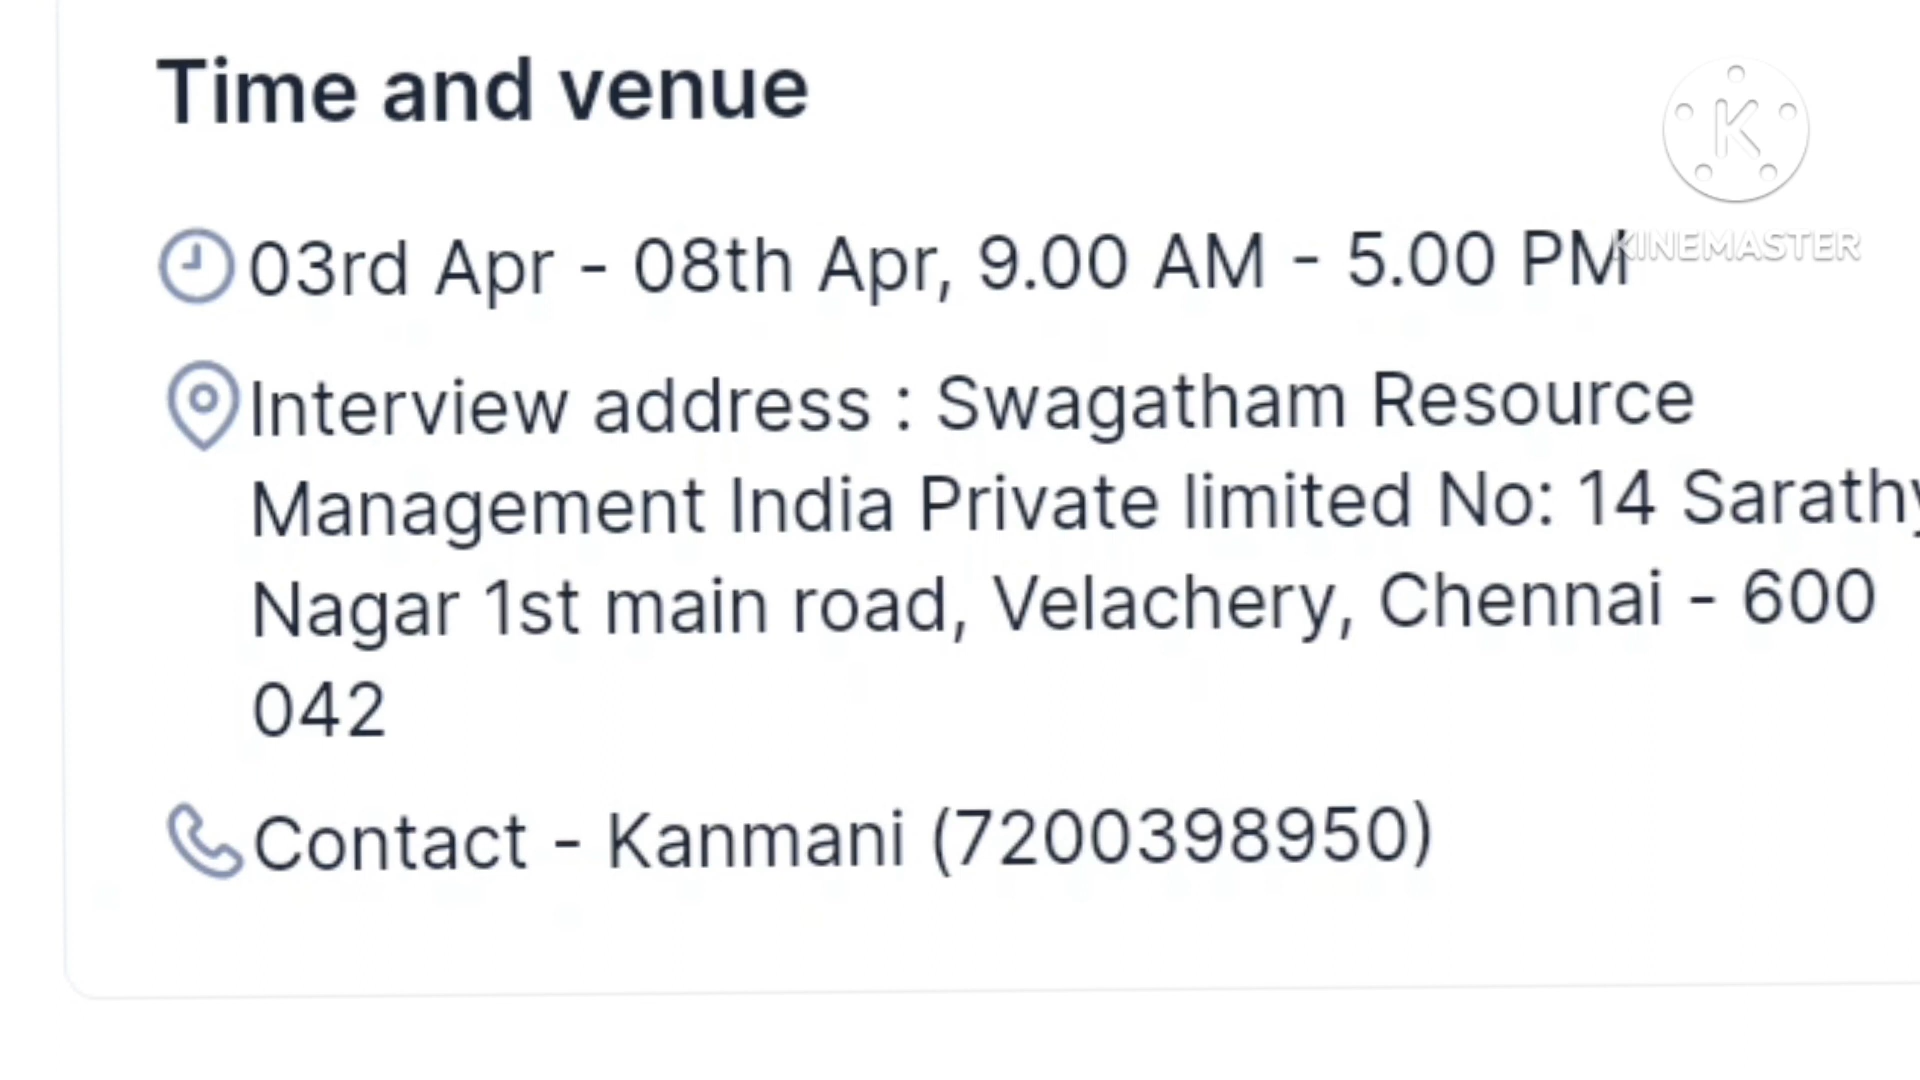 Time and venue
03rd Apr - 08th Apr, 9.00 AM - 5.00 PM
KINEMASTER
Interview address : Swagatham Resource
Management India Private limited No: 14 Sarathy
Nagar 1st main road, Velachery, Chennai - 600
042
Contact - Kanmani (7200398950)